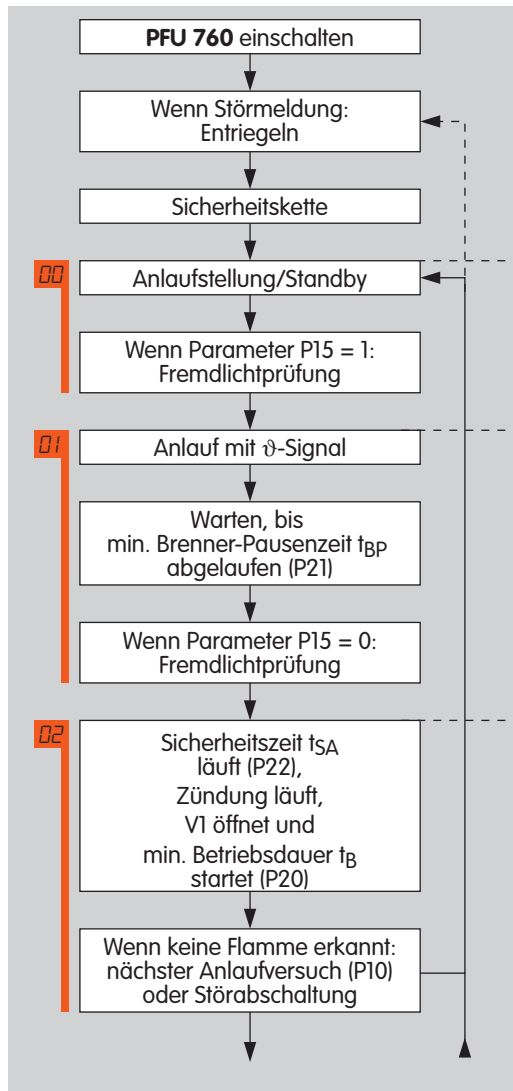 PFU 760 einschalten
Wenn Störmeldung:
Entriegeln
Sicherheitskette
00
Anlaufstellung/Standby
Wenn Parameter P15 = 1:
Fremdlichtprüfung
01
Anlauf mit ϑ-Signal
Warten, bis
min. Brenner-Pausenzeit tBP
abgelaufen (P21)
Wenn Parameter P15 = 0:
Fremdlichtprüfung
02
Sicherheitszeit tSA
läuft (P22),
Zündung läuft,
V1 öffnet und
min. Betriebsdauer tB
startet (P20)
Wenn keine Flamme erkannt:
nächster Anlaufversuch (P10)
oder Störabschaltung